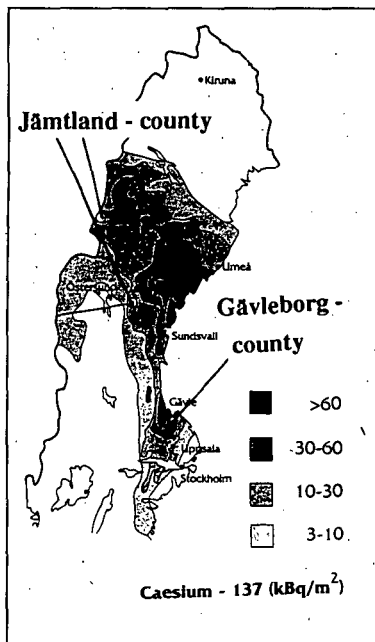 Kiruna
Jämtland - county
Umeå
Gävleborg -
county
Sundsvall
Gävle
Uppsala
Stockholm
>60
30-60
10-30
3-10
Caesium - 137 (kBq/m²)